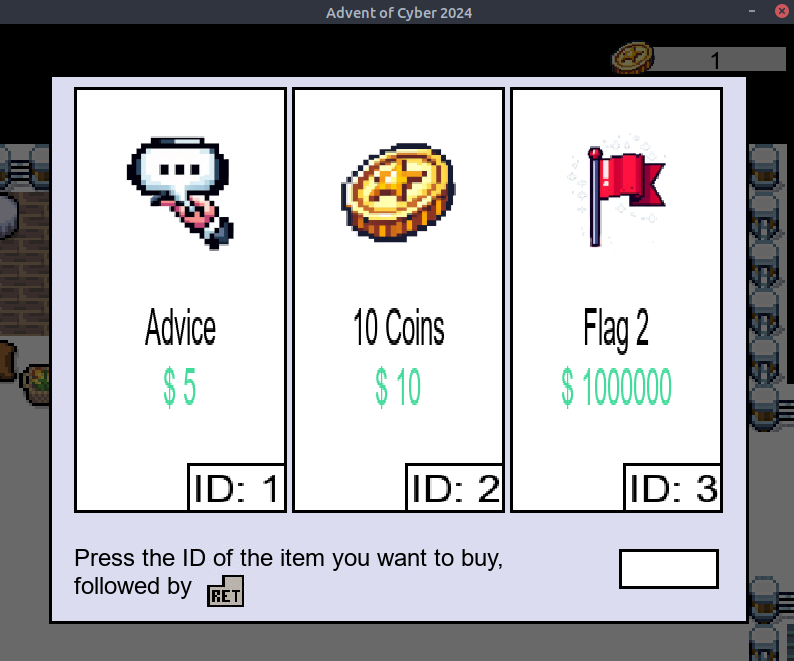 Advent of Cyber 2024
1
Advice
$ 5
ID: 1
10 Coins
$ 10
ID: 2
Flag 2
$ 1000000
ID: 3
Press the ID of the item you want to buy,
followed by RET